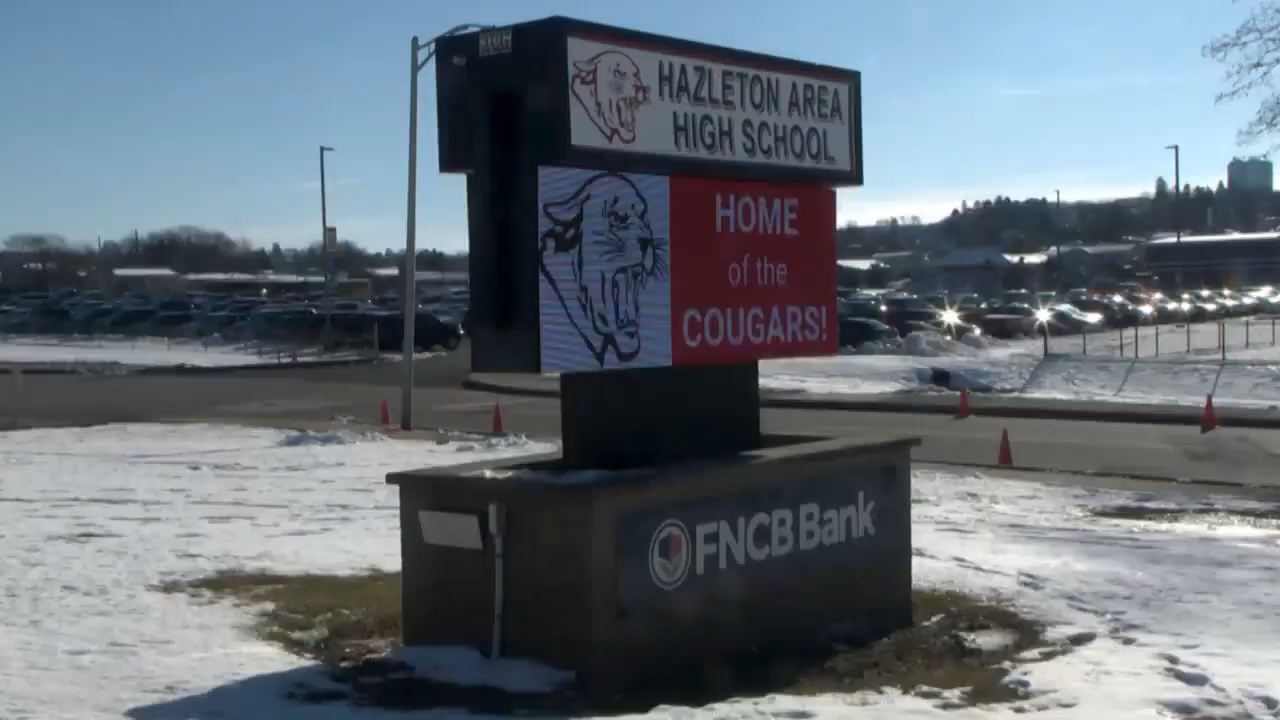 HAZLETON AREA
HIGH SCHOOL
HOME
of the
COUGARS!
FNCB Bank